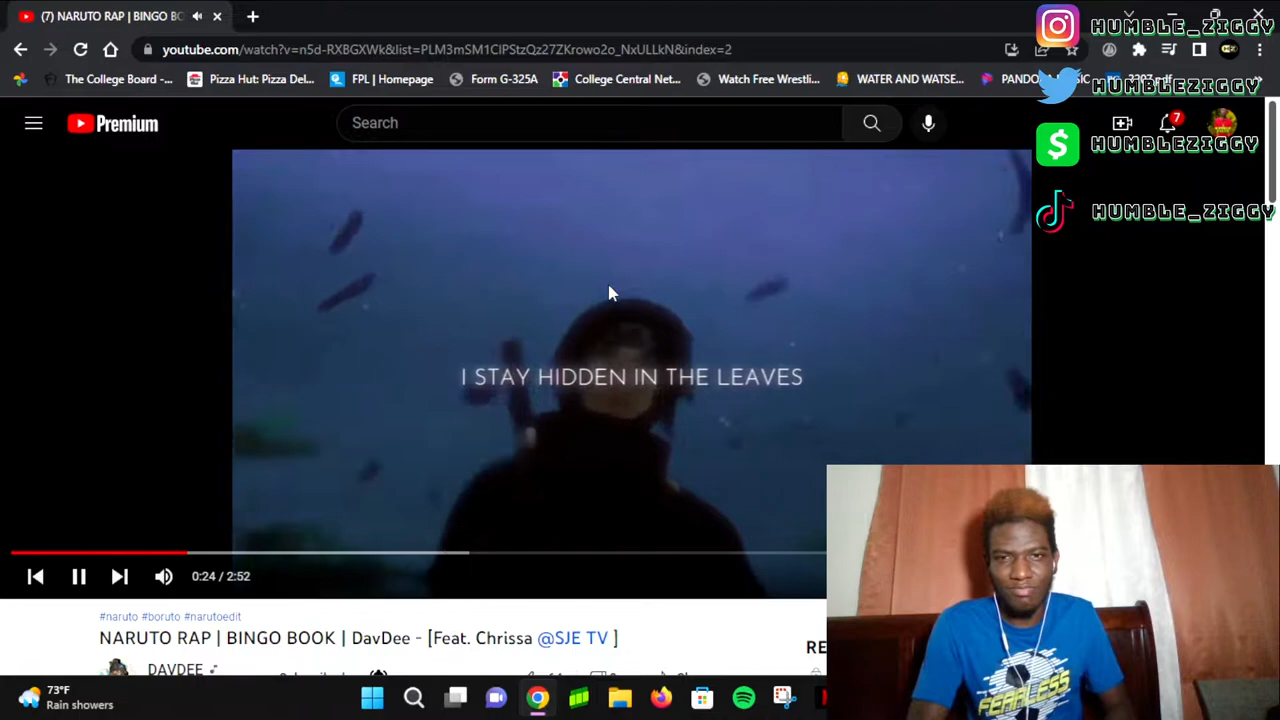 (7) NARUTO RAP | BINGO BO
HUMBLE_ZIGGY
youtube.com/watch?v=n5d-RXBGXWk&list=PLM3mSM1CIPStzQz27ZKrowo2o_NxULLkN&index=2
The College Board -...
Pizza Hut: Pizza Del...
FPL | Homepage
Form G-325A
College Central Net...
Watch Free Wrestli...
WATER AND WATSE...
HUMBLEZIGGY
Premium
Search
7
HUMBLEZIGGY
HUMBLE_ZIGGY
I STAY HIDDEN IN THE LEAVES
0:24 / 2:52
#naruto #boruto #narutoedit
NARUTO RAP | BINGO BOOK | DavDee - [Feat. Chrissa @SJE TV ]
RE
DAVDEE
FEARLESS
73°F
Rain showers